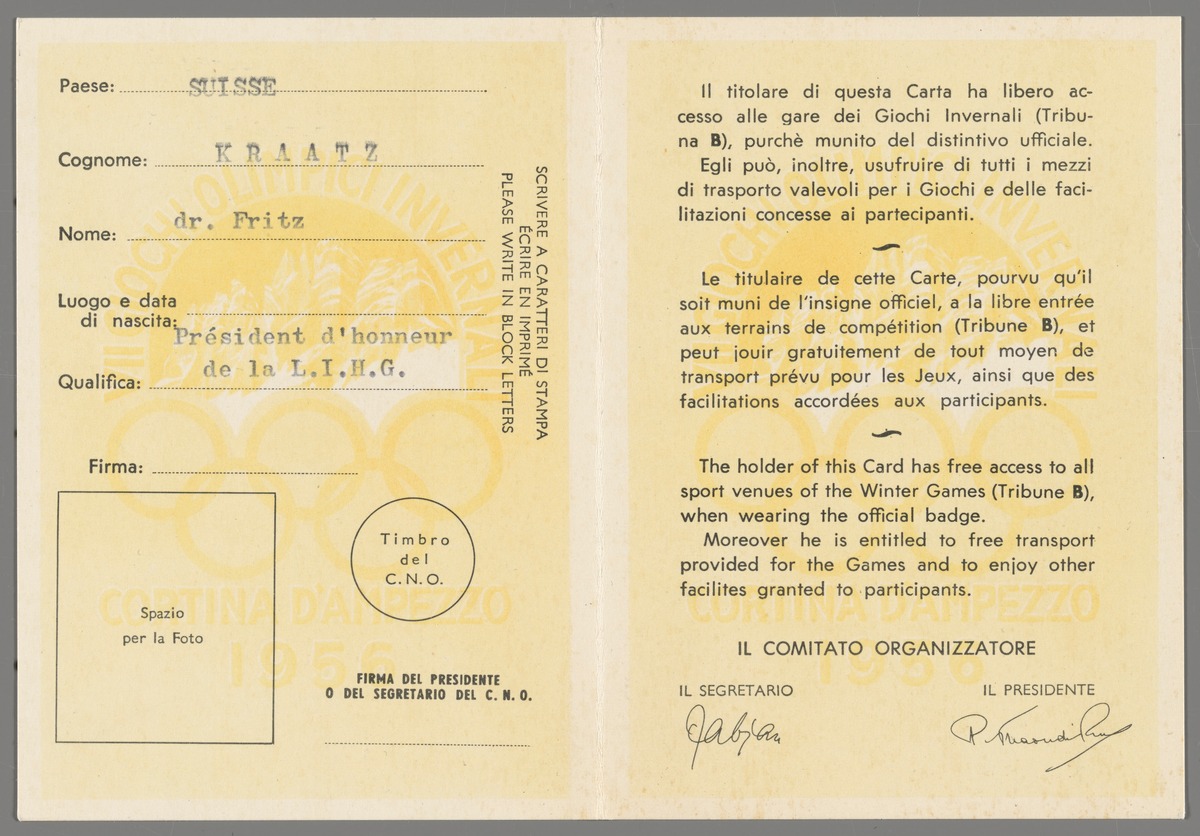 Paese: SUISSE
Cognome: KRAATZ
Nome: dr. Fritz
Luogo e data
di nascita:
Président d'honneur
de la L.I.H.G.
Qualifica:
Firma:
SCRIVERE A CARATTERI DI STAMPA
ÉCRIRE EN IMPRIMÉ
PLEASE WRITE IN BLOCK LETTERS
Spazio
per la Foto
Timbro
del
C.N.O.
FIRMA DEL PRESIDENTE
O DEL SEGRETARIO DEL C.N.O.
VII GIOCHI OLIMPICI INVERNALI
CORTINA D'AMPEZZO
1956
Il titolare di questa Carta ha libero ac-
cesso alle gare dei Giochi Invernali (Tribu-
na B), purchè munito del distintivo ufficiale.
Egli può, inoltre, usufruire di tutti i mezzi
di trasporto valevoli per i Giochi e delle faci-
litazioni concesse ai partecipanti.
Le titulaire de cette Carte, pourvu qu'il
soit muni de l'insigne officiel, a la libre entrée
aux terrains de compétition (Tribune B), et
peut jouir gratuitement de tout moyen de
transport prévu pour les Jeux, ainsi que des
facilitations accordées aux participants.
The holder of this Card has free access to all
sport venues of the Winter Games (Tribune B),
when wearing the official badge.
Moreover he is entitled to free transport
provided for the Games and to enjoy other
facilites granted to participants.
IL COMITATO ORGANIZZATORE
IL SEGRETARIO
IL PRESIDENTE
VII GIOCHI OLIMPICI INVERNALI
CORTINA D'AMPEZZO
1956